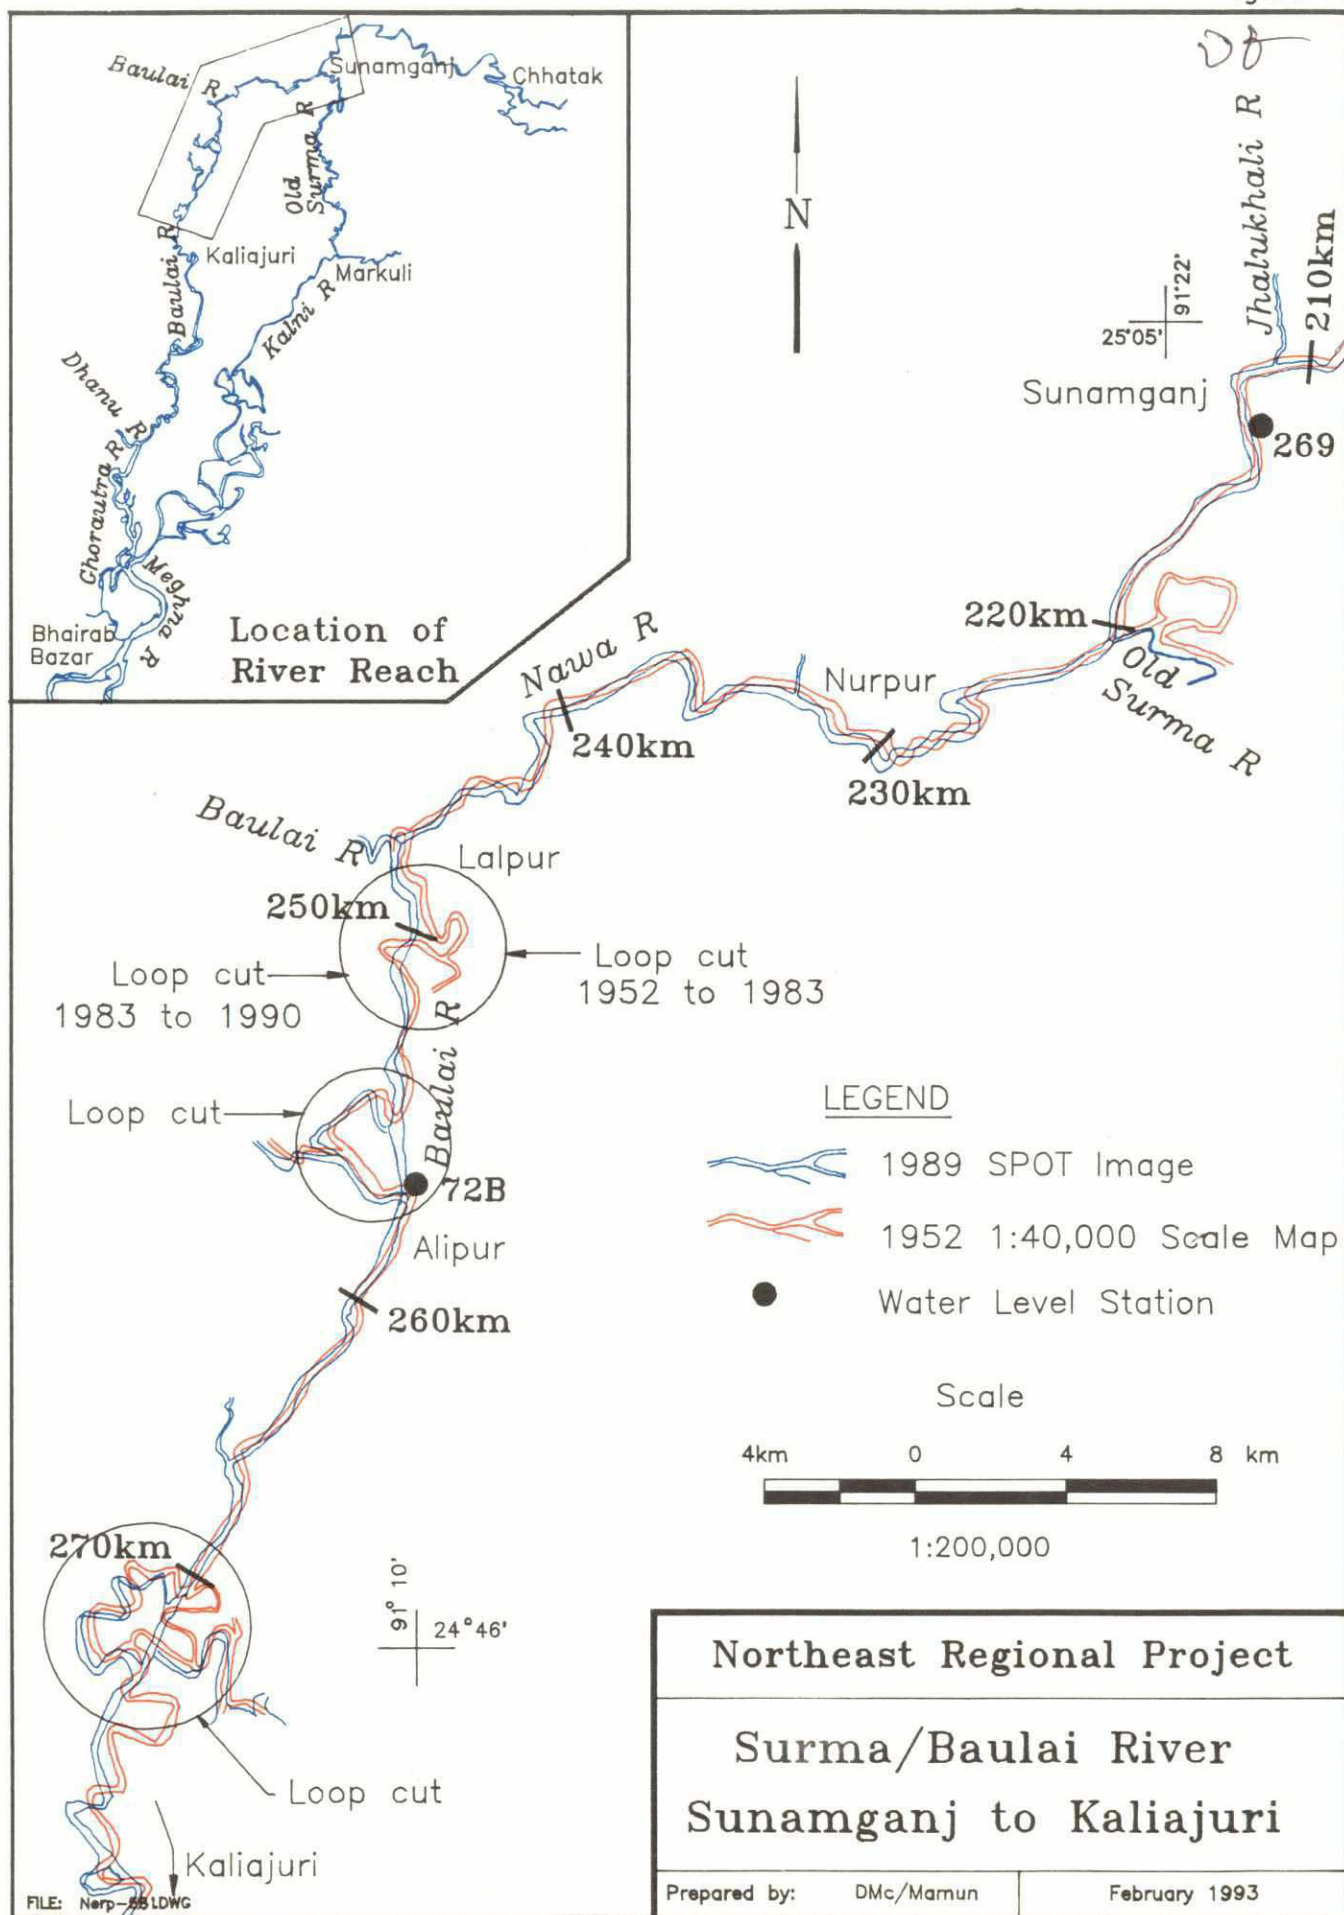 Baulai R
Sunamganj
Chhatak
Old
Surma R
Baulai R
Kaliajuri
Markuli
Kalni R
Dhanu R
Ghorautra R
Meghna R
Bhairab
Bazar
Location of
River Reach
N
Jhalukhali R
210km
91°22'
25°05'
Sunamganj
269
220km
Old
Surma R
Nawa R
Nurpur
240km
230km
Baulai R
Lalpur
250km
Loop cut
1983 to 1990
Loop cut
1952 to 1983
Baulai R
Loop cut
72B
Alipur
260km
LEGEND
1989 SPOT Image
1952 1:40,000 Scale Map
Water Level Station
Scale
4km 0 4 8 km
1:200,000
270km
91° 10'
24°46'
Loop cut
Kaliajuri
Northeast Regional Project
Surma/Baulai River
Sunamganj to Kaliajuri
Prepared by: DMc/Mamun
February 1993
FILE: